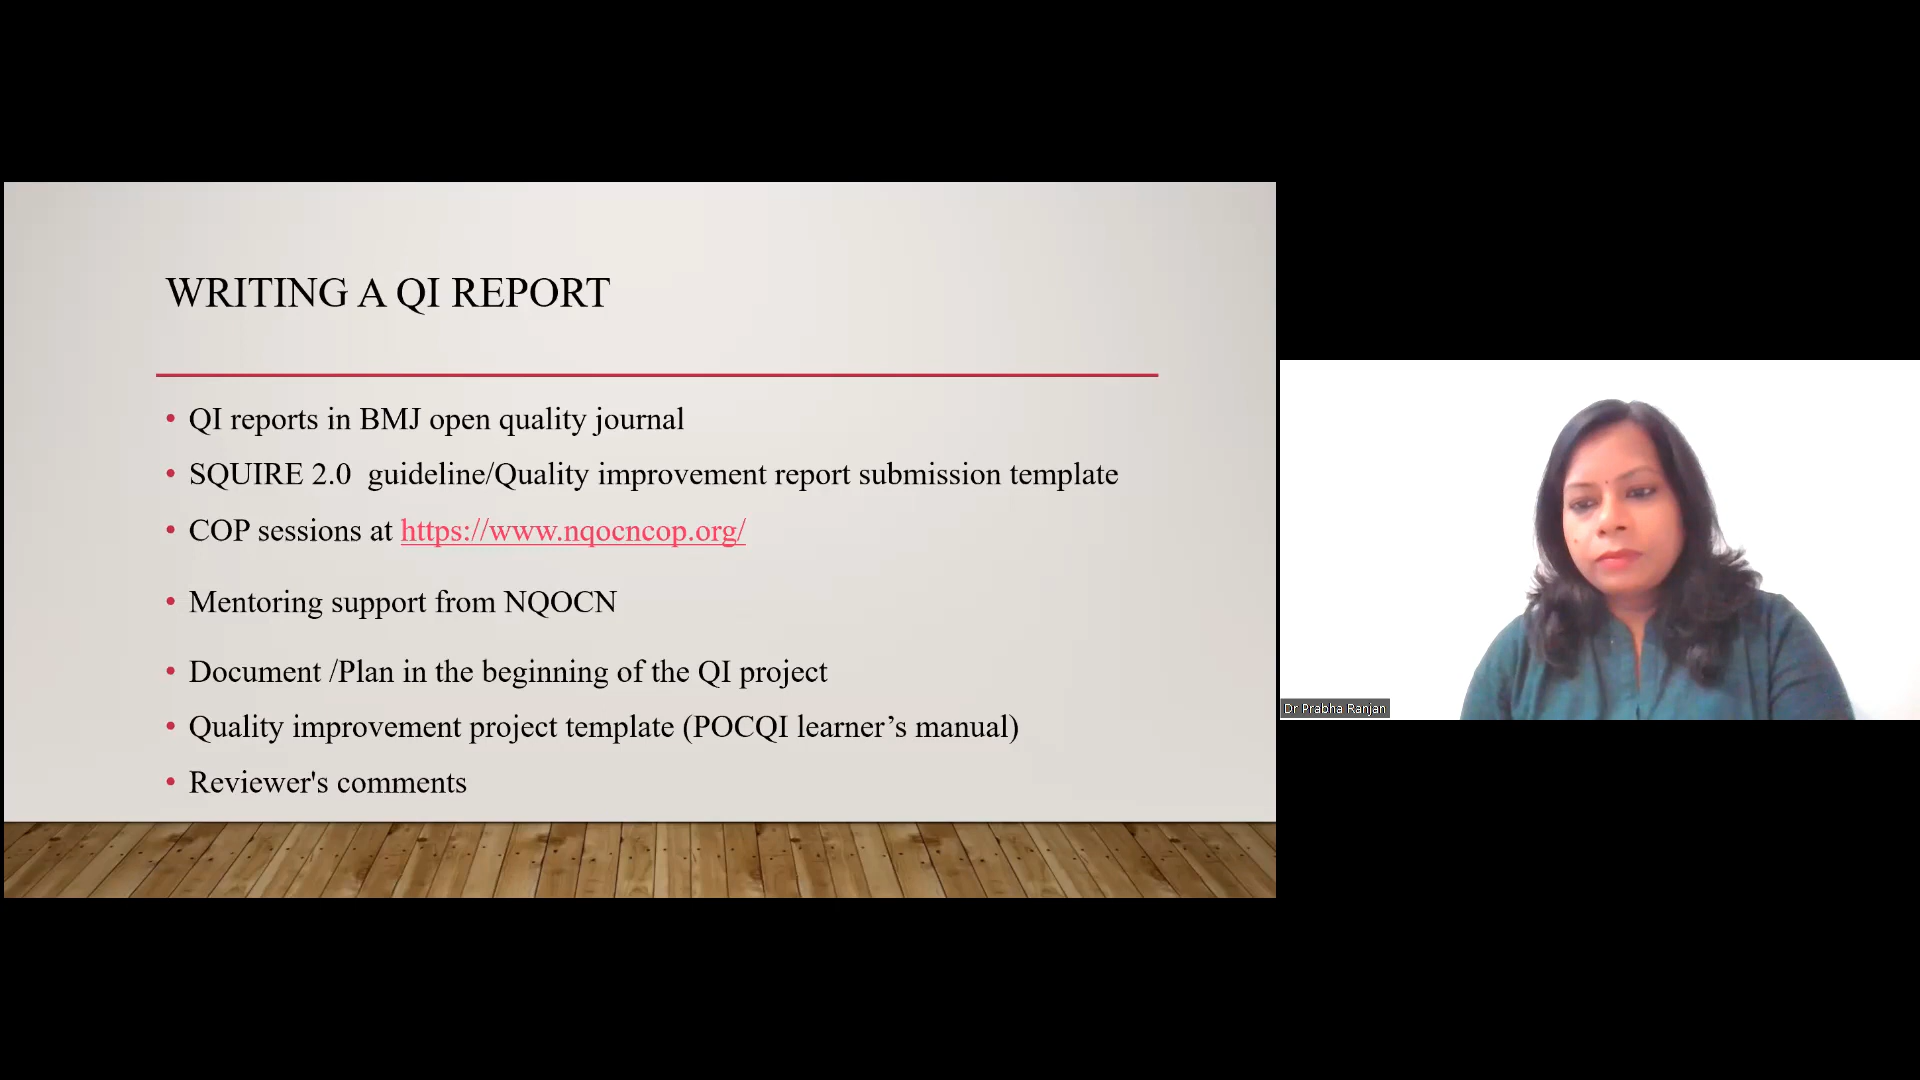 WRITING A QI REPORT
• QI reports in BMJ open quality journal
• SQUIRE 2.0  guideline/Quality improvement report submission template
• COP sessions at https://www.nqocncop.org/
• Mentoring support from NQOCN
• Document /Plan in the beginning of the QI project
• Quality improvement project template (POCQI learner’s manual)
• Reviewer's comments
Dr Prabha Ranjan